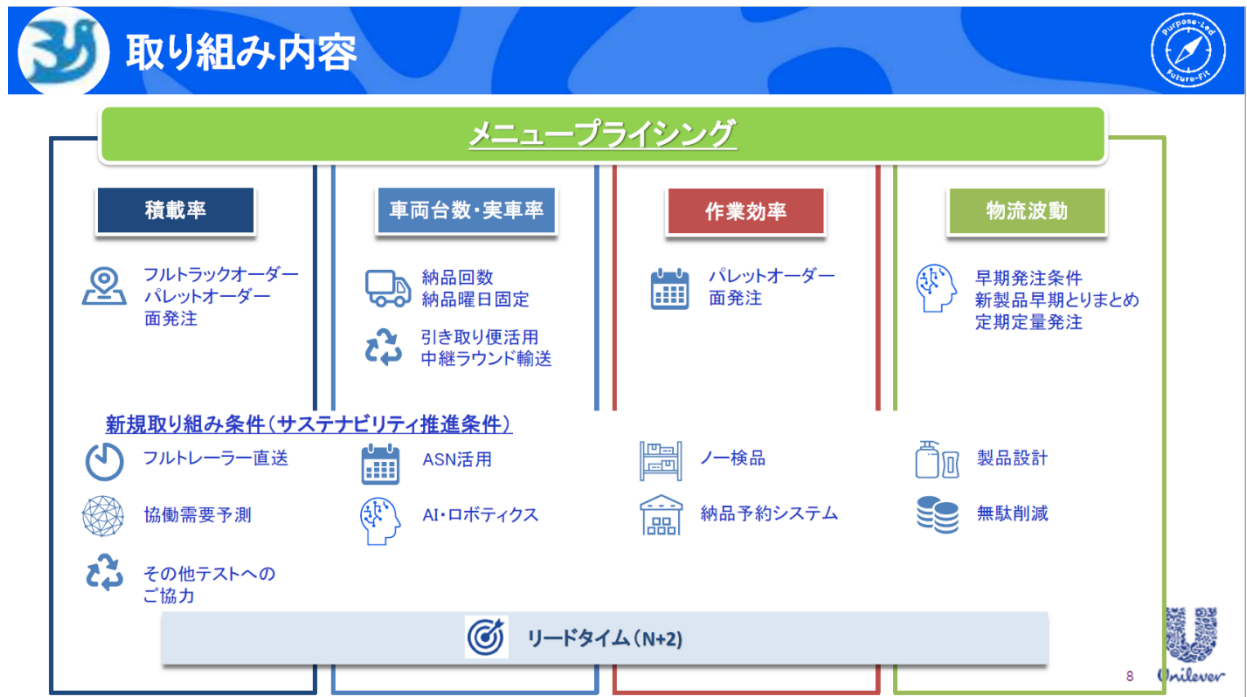 取り組み内容
Purpose-Led
Future-Fit
メニュープライシング
積載率
フルトラックオーダー
パレットオーダー
面発注
車両台数・実車率
納品回数
納品曜日固定
引き取り便活用
中継ラウンド輸送
作業効率
パレットオーダー
面発注
物流波動
早期発注条件
新製品早期とりまとめ
定期定量発注
新規取り組み条件(サステナビリティ推進条件)
フルトレーラー直送
ASN活用
ノー検品
製品設計
協働需要予測
AI・ロボティクス
納品予約システム
無駄削減
その他テストへの
ご協力
リードタイム(N+2)
8
Unilever